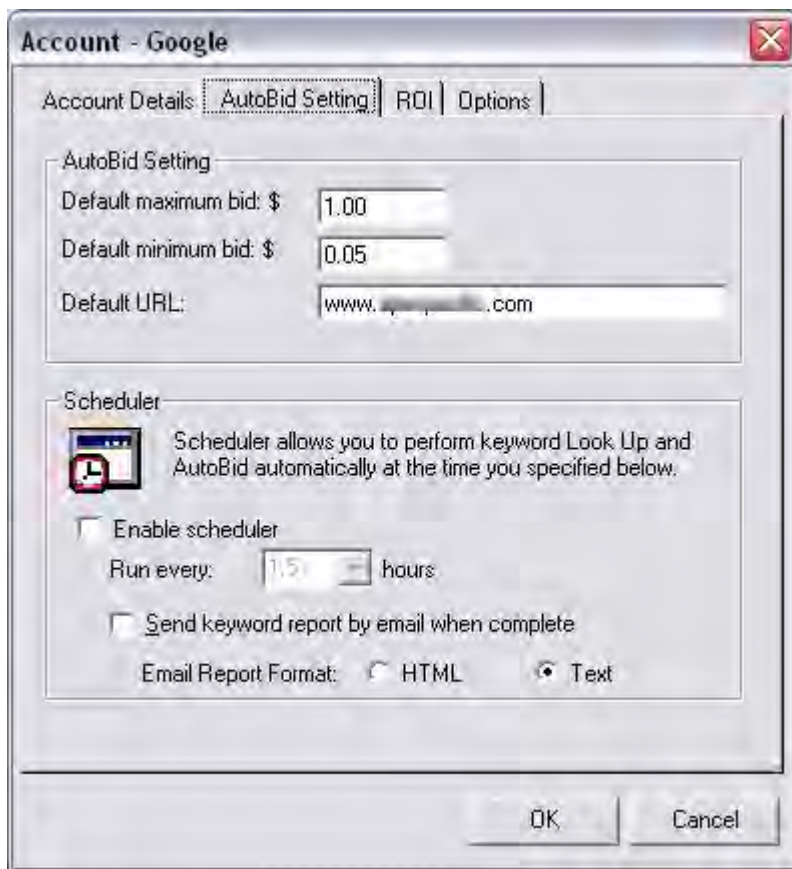 Account - Google
Account Details AutoBid Setting ROI Options
AutoBid Setting
Default maximum bid: $ 1.00
Default minimum bid: $ 0.05
Default URL: www. .com
Scheduler
Scheduler allows you to perform keyword Look Up and
AutoBid automatically at the time you specified below.
Enable scheduler
Run every: 1.5 hours
Send keyword report by email when complete
Email Report Format: HTML Text
OK Cancel